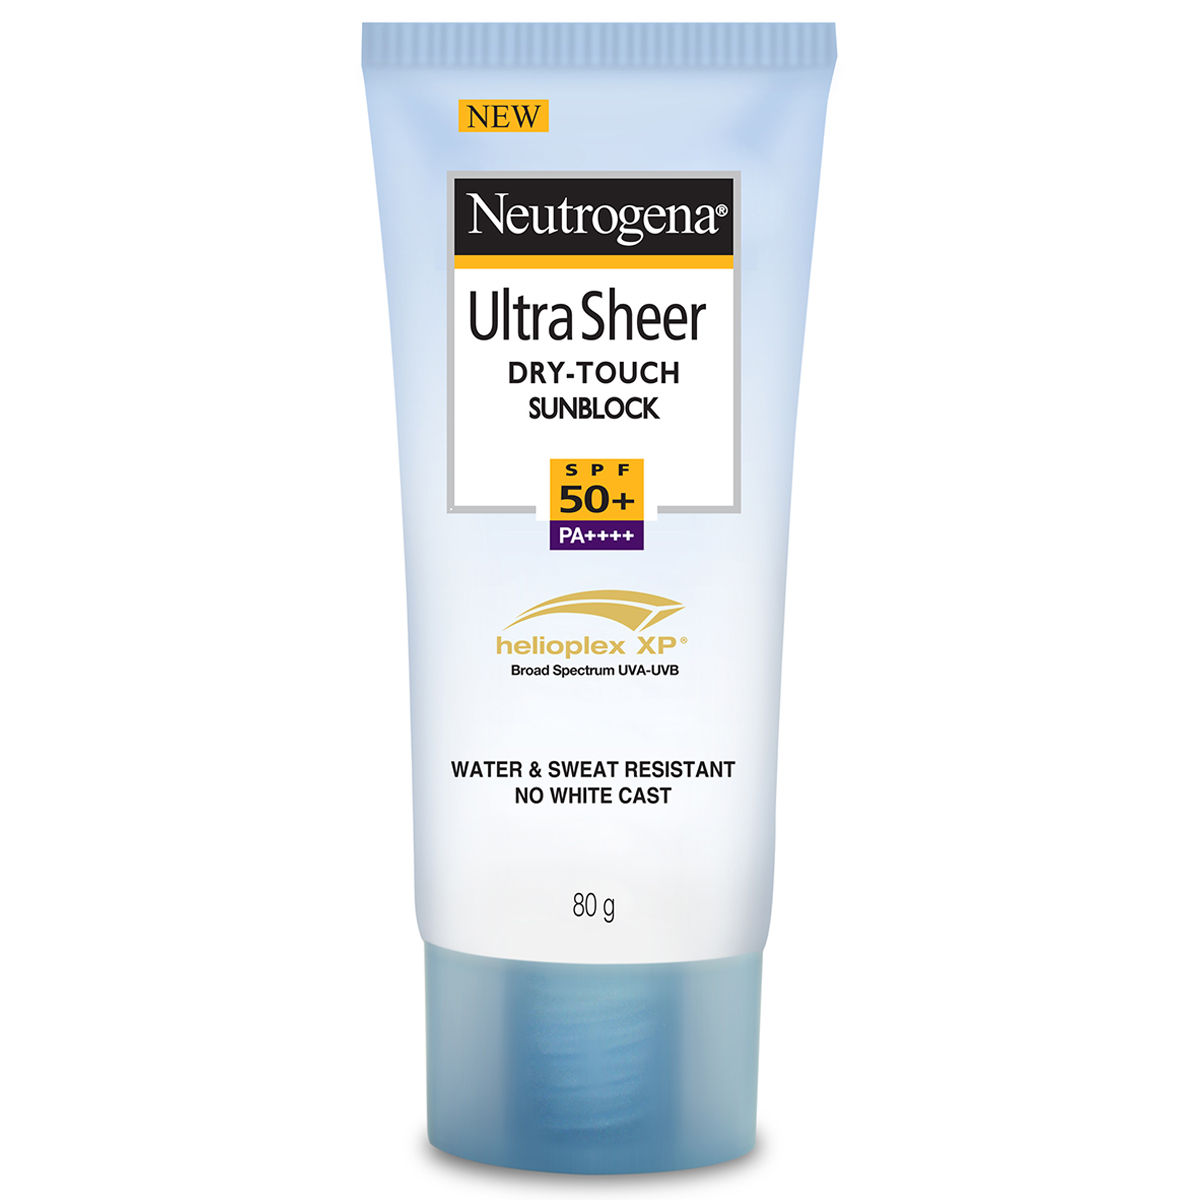 NEW
Neutrogena®
Ultra Sheer
DRY-TOUCH
SUNBLOCK
SPF
50+
PA++++
helioplex XP®
Broad Spectrum UVA-UVB
WATER & SWEAT RESISTANT
NO WHITE CAST
80 g